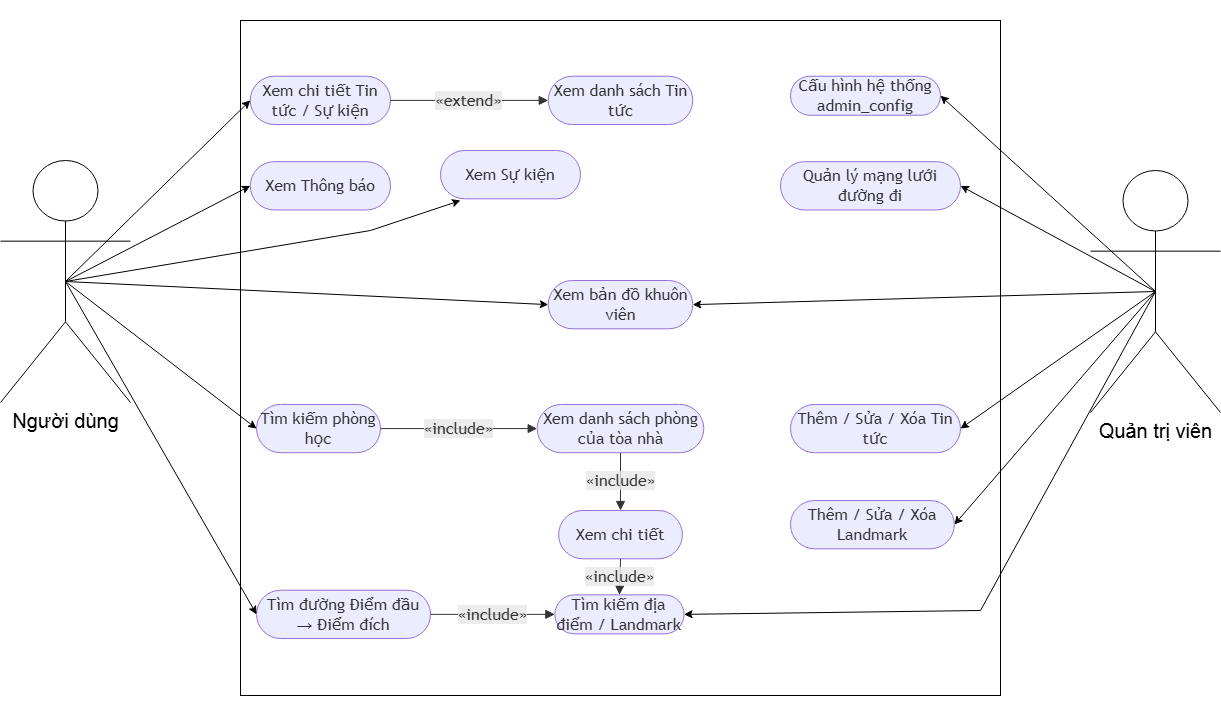 Xem chi tiết Tin
tức / Sự kiện
«extend»
Xem danh sách Tin
tức
Cấu hình hệ thống
admin_config
Xem Thông báo
Xem Sự kiện
Quản lý mạng lưới
đường đi
Xem bản đồ khuôn
viên
Người dùng
Quản trị viên
Tìm kiếm phòng
học
«include»
Xem danh sách phòng
của tòa nhà
Thêm / Sửa / Xóa Tin
tức
«include»
Xem chi tiết
Thêm / Sửa / Xóa
Landmark
«include»
Tìm đường Điểm đầu
→ Điểm đích
«include»
Tìm kiếm địa
điểm / Landmark